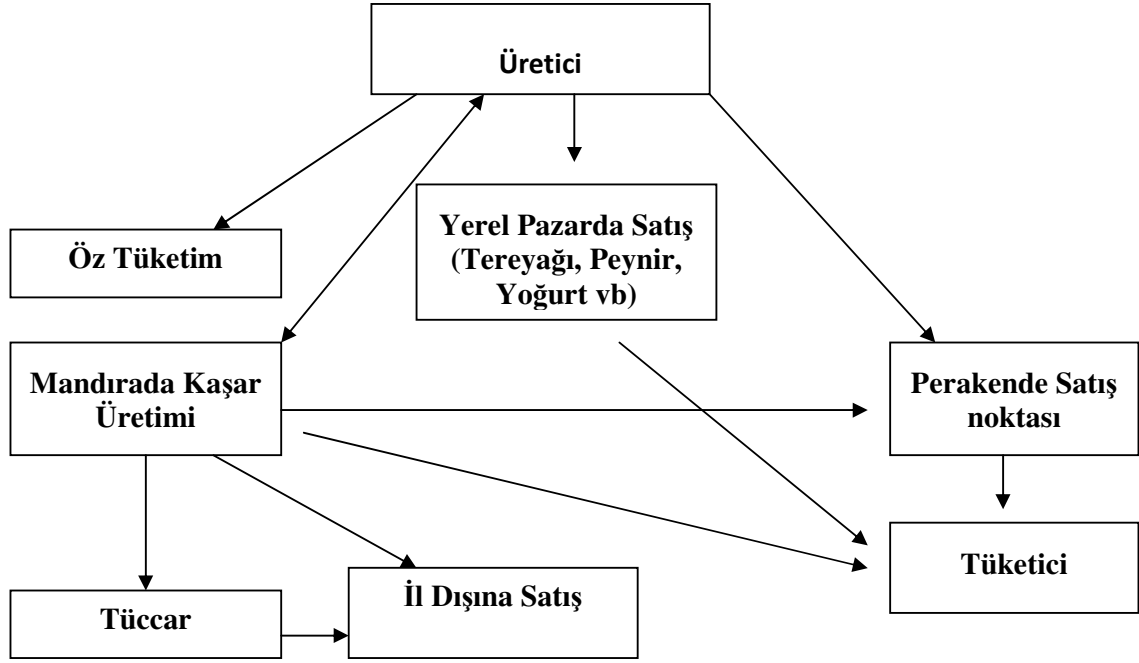 Üretici
Yerel Pazarda Satış
(Tereyağı, Peynir,
Yoğurt vb)
Öz Tüketim
Mandırada Kaşar
Üretimi
Perakende Satış
noktası
Tüketici
İl Dışına Satış
Tüccar